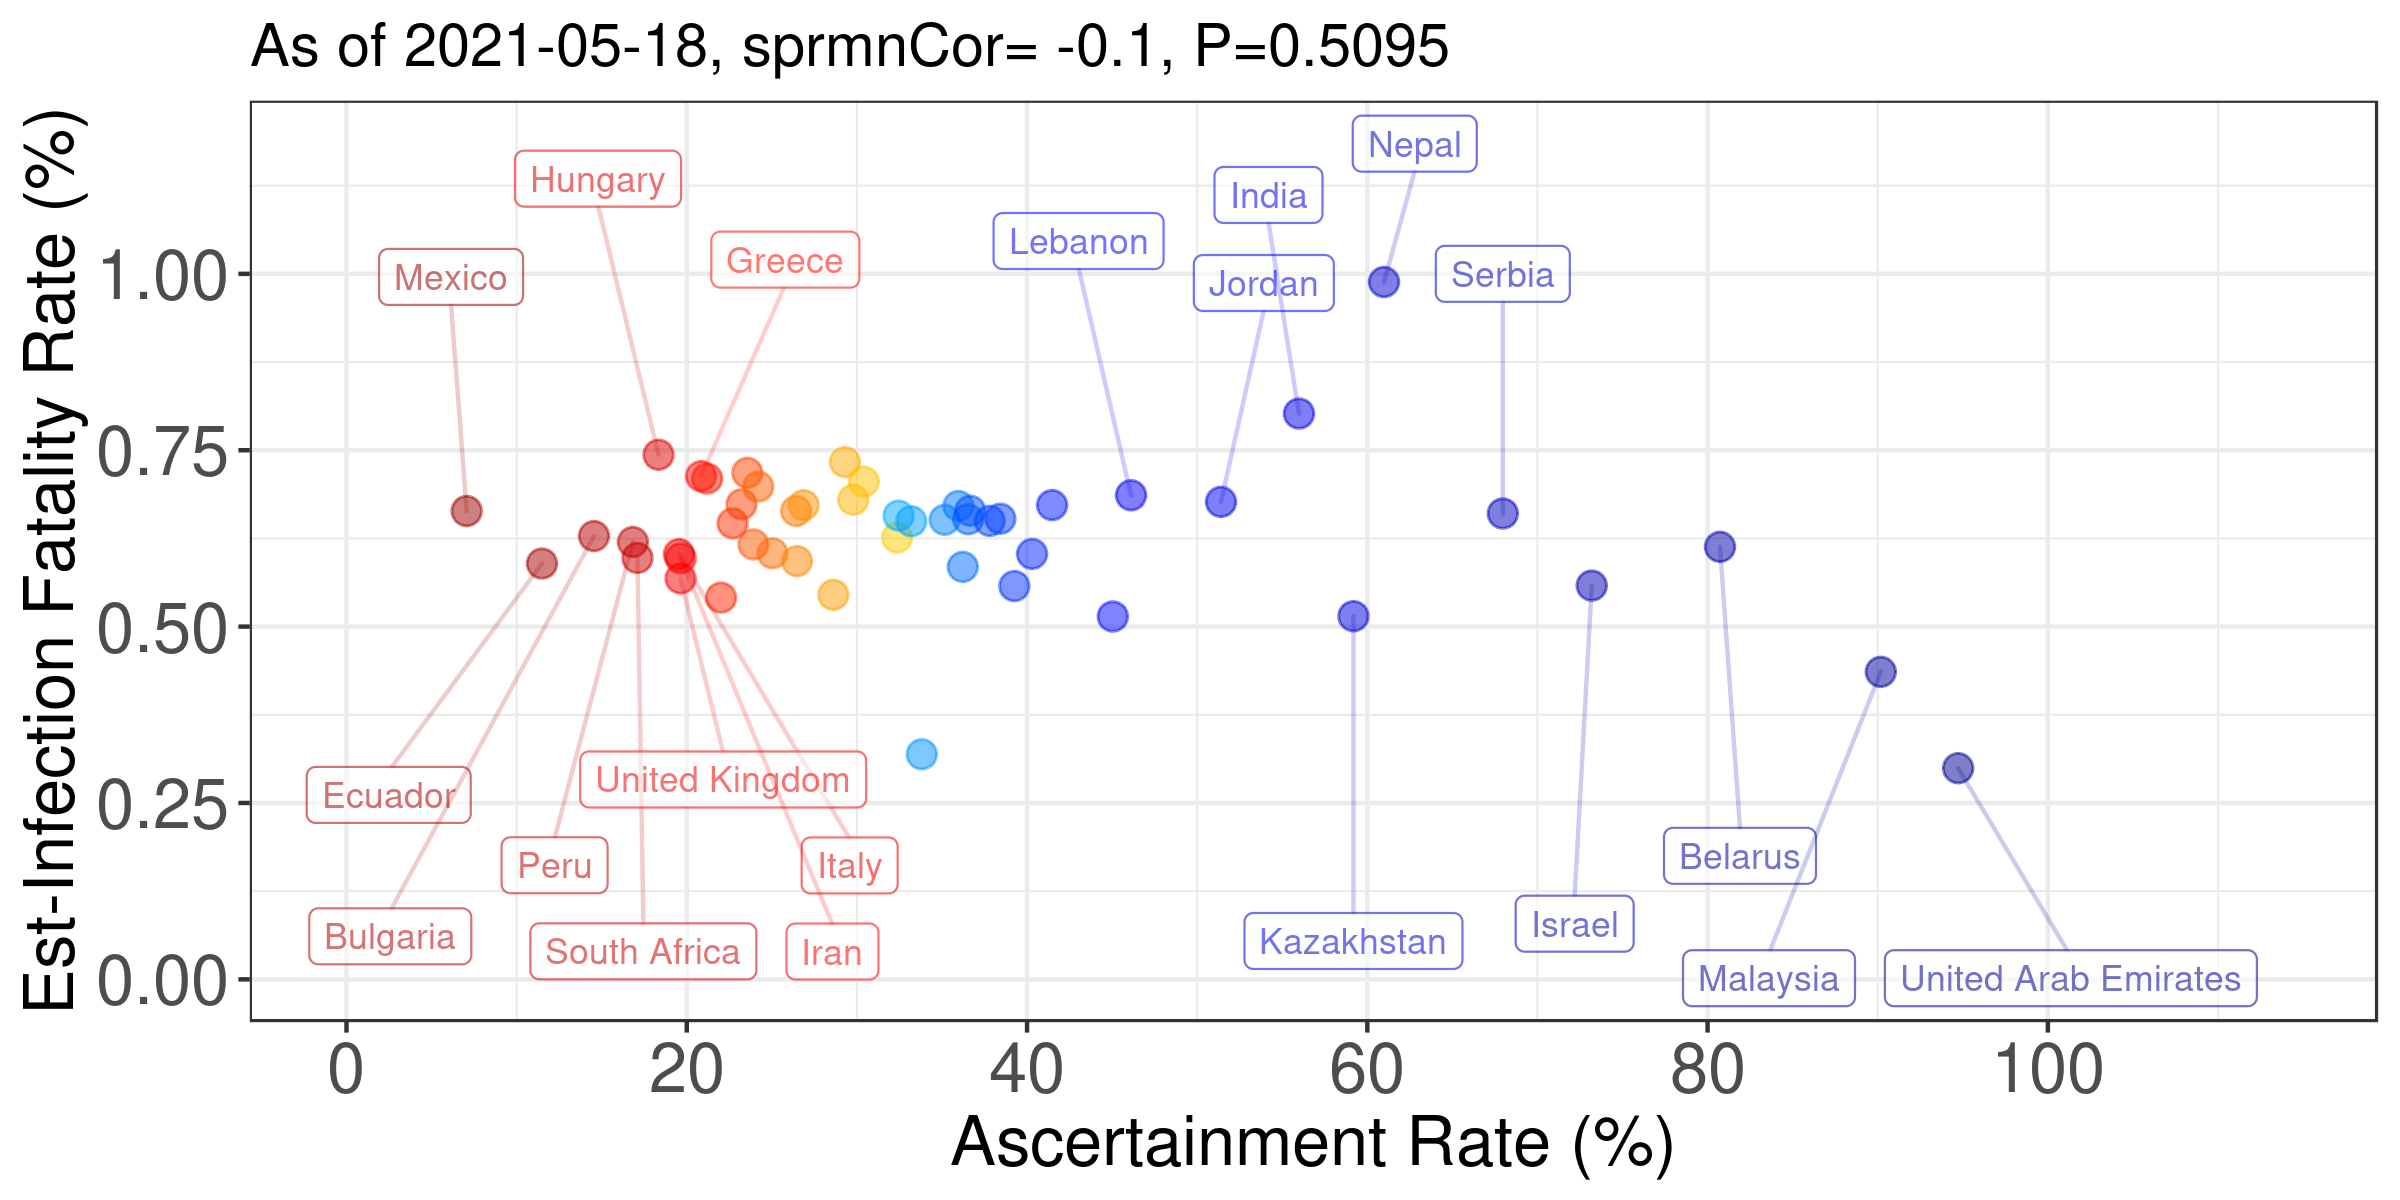 As of 2021-05-18, sprmnCor= -0.1, P=0.5095
Est-Infection Fatality Rate (%)
1.00
0.75
0.50
0.25
0.00
Nepal
Hungary
India
Lebanon
Greece
Serbia
Mexico
Jordan
United Kingdom
Ecuador
Belarus
Peru
Italy
Israel
Bulgaria
Kazakhstan
South Africa
Iran
Malaysia
United Arab Emirates
0
20
40
60
80
100
Ascertainment Rate (%)